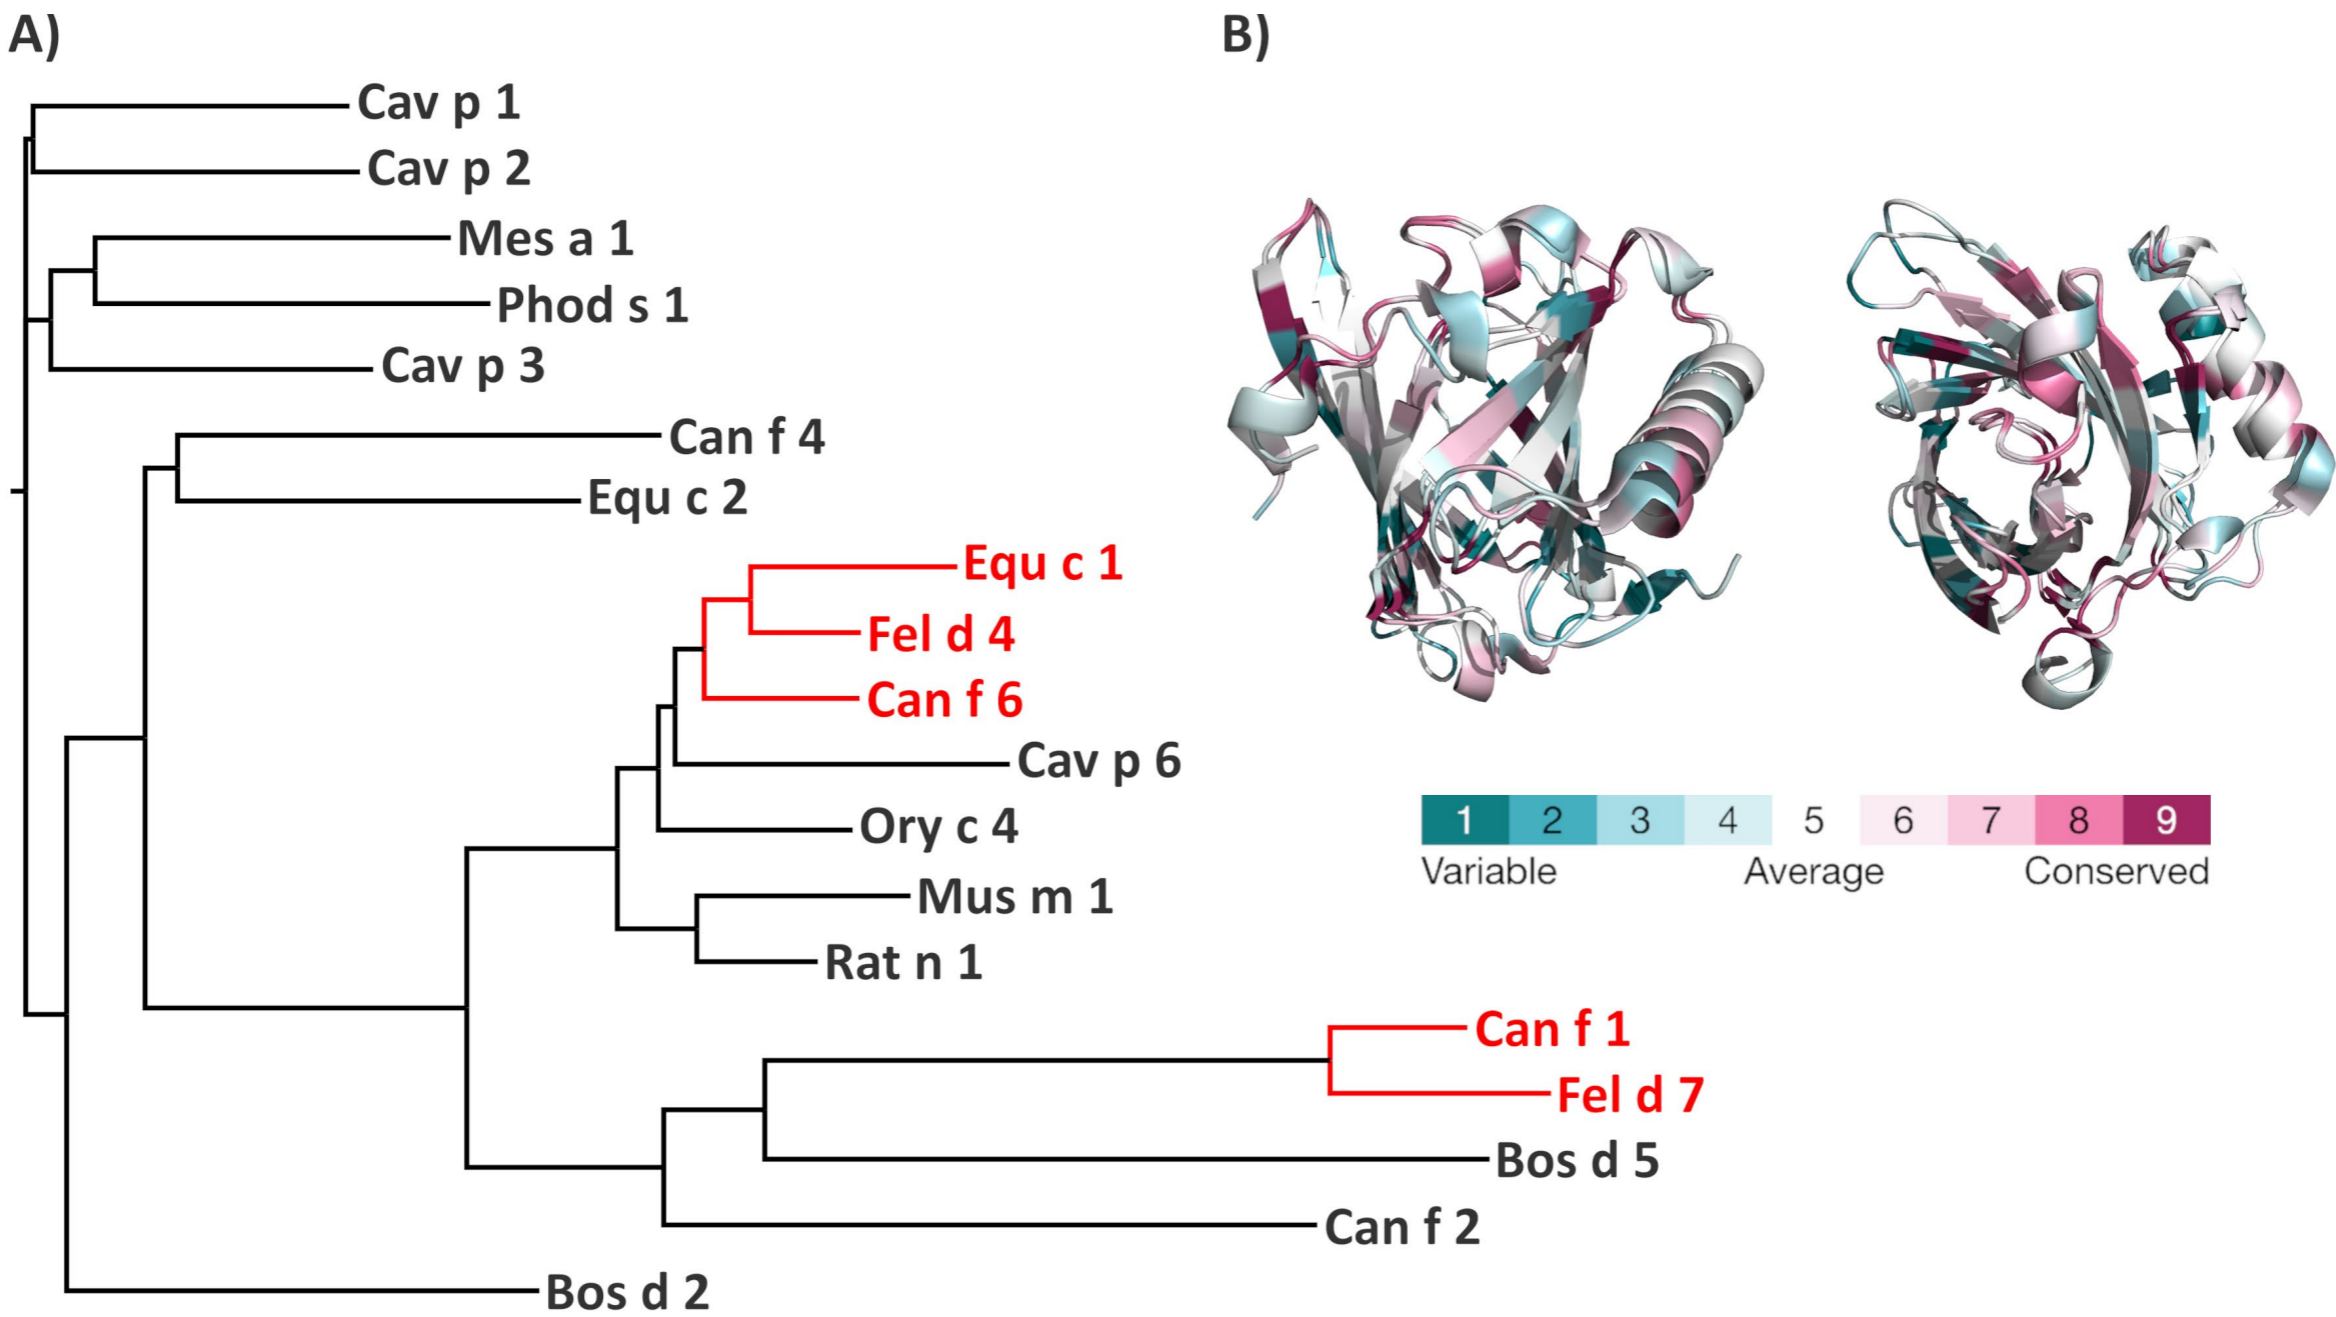 A)
B)
Cav p 1
Cav p 2
Mes a 1
Phod s 1
Cav p 3
Can f 4
Equ c 2
Equ c 1
Fel d 4
Can f 6
Cav p 6
Ory c 4
Mus m 1
Rat n 1
Can f 1
Fel d 7
Bos d 5
Can f 2
Bos d 2
1 2 3 4 5 6 7 8 9
Variable Average Conserved